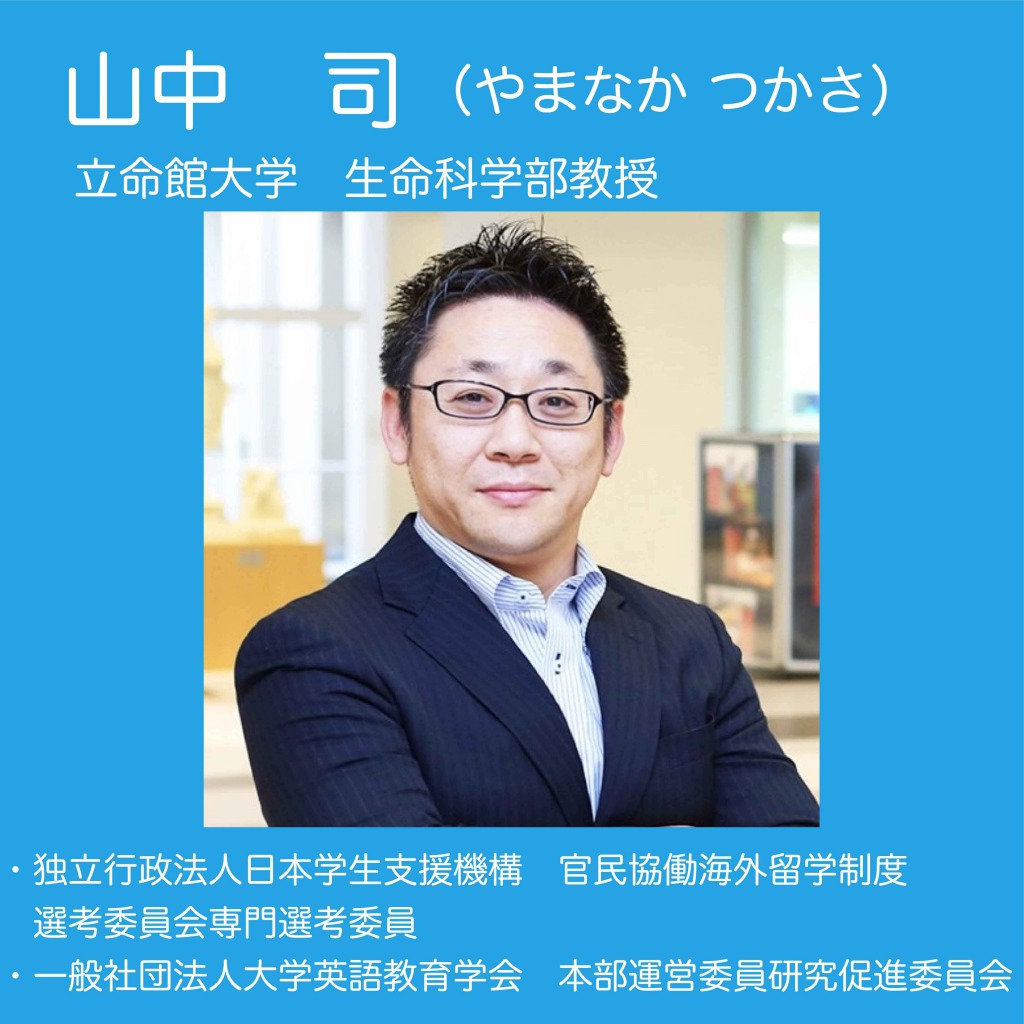 山中　司（やまなか つかさ）
立命館大学　生命科学部教授
・独立行政法人日本学生支援機構　官民協働海外留学制度
選考委員会専門選考委員
・一般社団法人大学英語教育学会　本部運営委員研究促進委員会